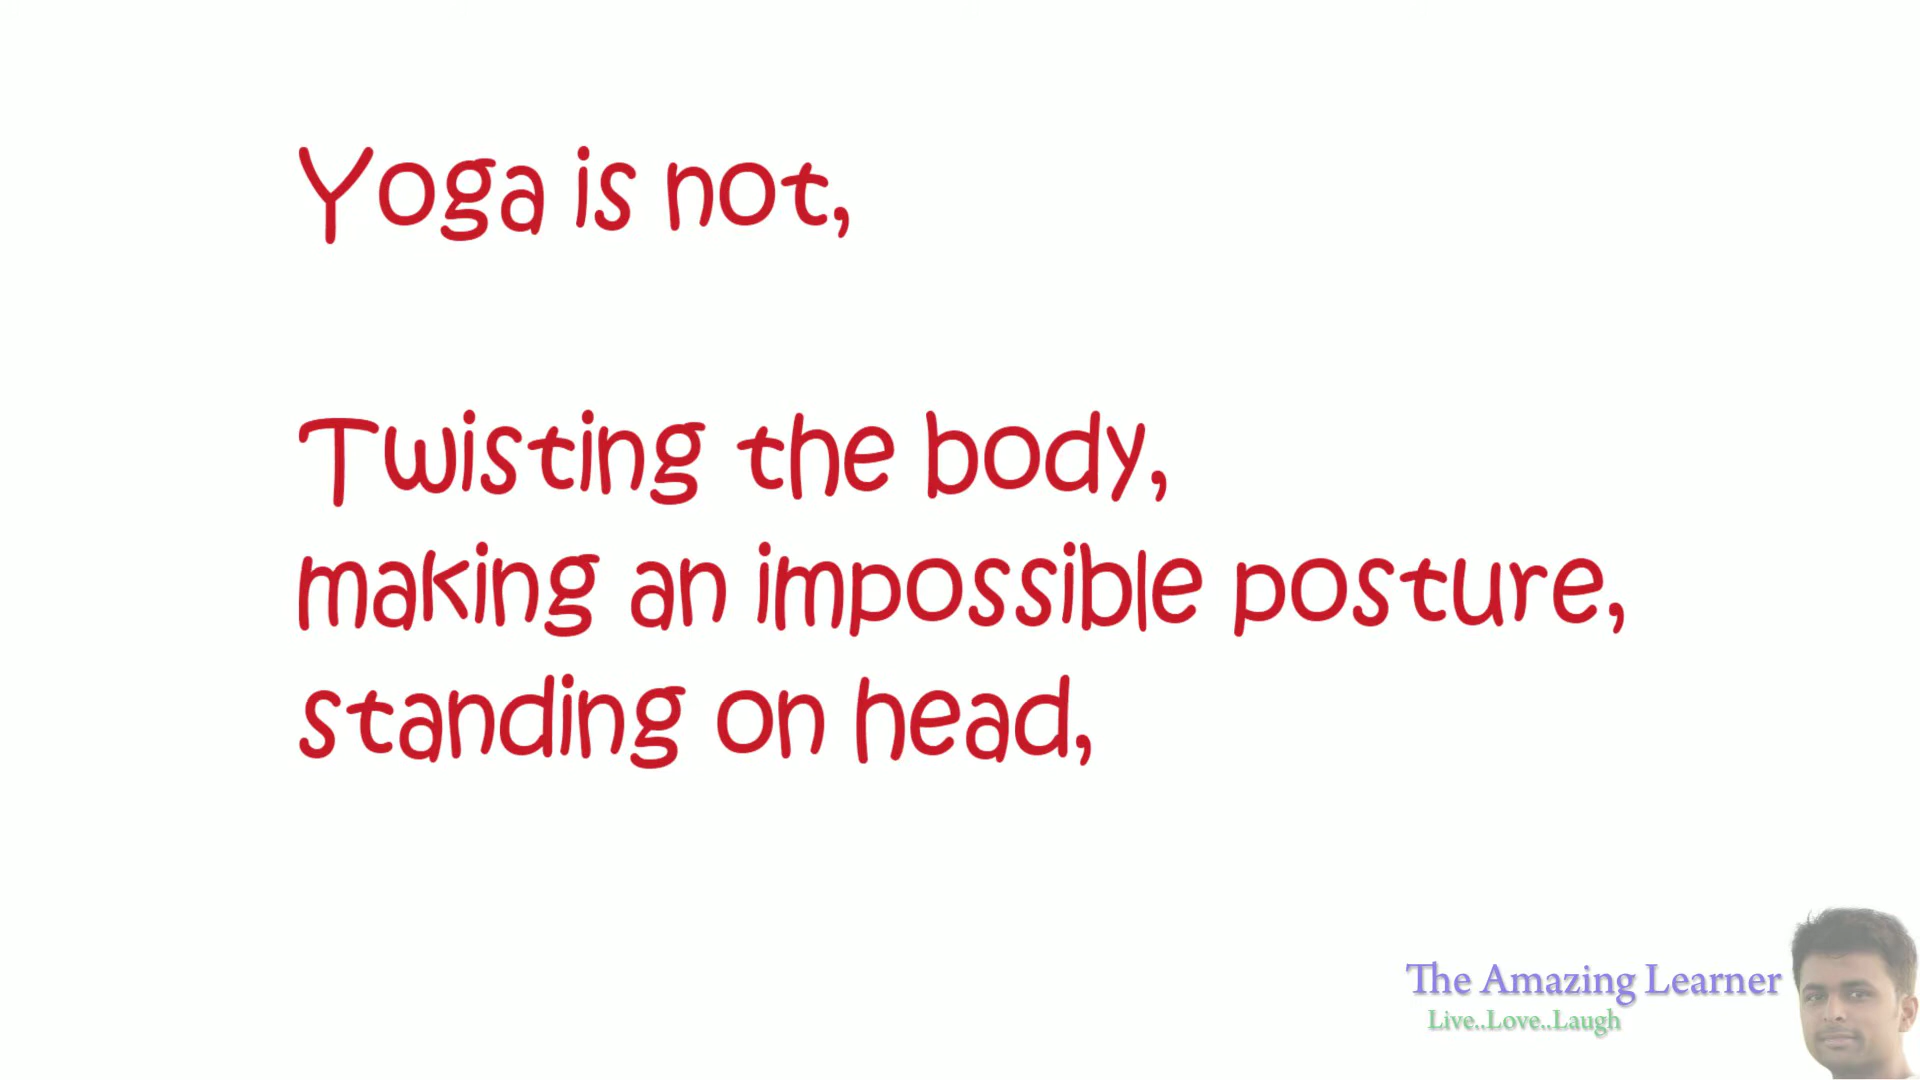 Yoga is not,
Twisting the body,
making an impossible posture,
standing on head,
The Amazing Learner
Live..Love..Laugh